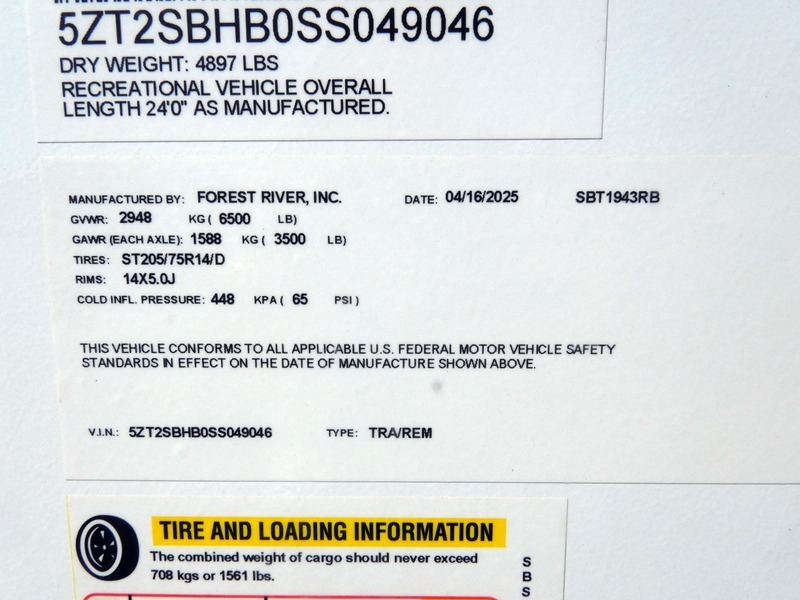 5ZT2SBHB0SS049046
DRY WEIGHT: 4897 LBS
RECREATIONAL VEHICLE OVERALL
LENGTH 24'0" AS MANUFACTURED.
MANUFACTURED BY: FOREST RIVER, INC. DATE: 04/16/2025 SBT1943RB
GVWR: 2948 KG ( 6500 LB)
GAWR (EACH AXLE): 1588 KG ( 3500 LB)
TIRES: ST205/75R14/D
RIMS: 14X5.0J
COLD INFL. PRESSURE: 448 KPA ( 65 PSI )
THIS VEHICLE CONFORMS TO ALL APPLICABLE U.S. FEDERAL MOTOR VEHICLE SAFETY
STANDARDS IN EFFECT ON THE DATE OF MANUFACTURE SHOWN ABOVE.
V.I.N.: 5ZT2SBHB0SS049046 TYPE: TRA/REM
TIRE AND LOADING INFORMATION
The combined weight of cargo should never exceed
708 kgs or 1561 lbs.
S
B
S